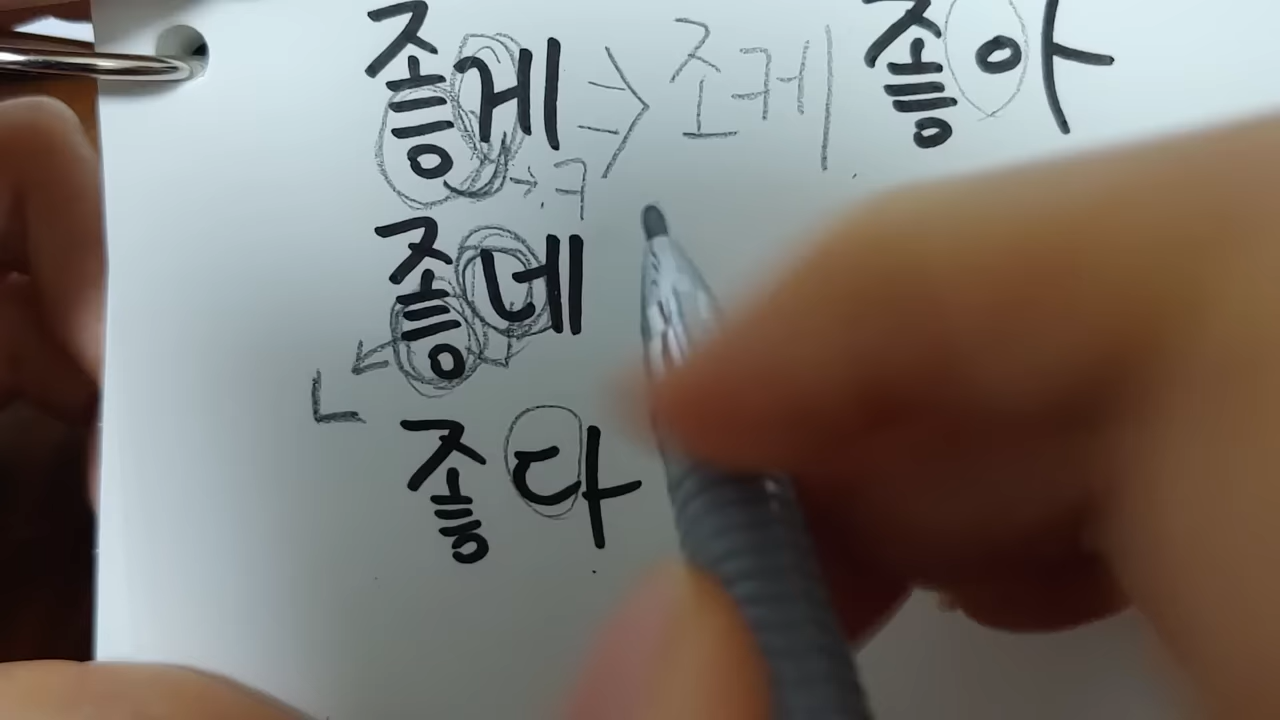 좋게 => 조케 좋아
→ㅋ
좋네
ㄴ
좋다